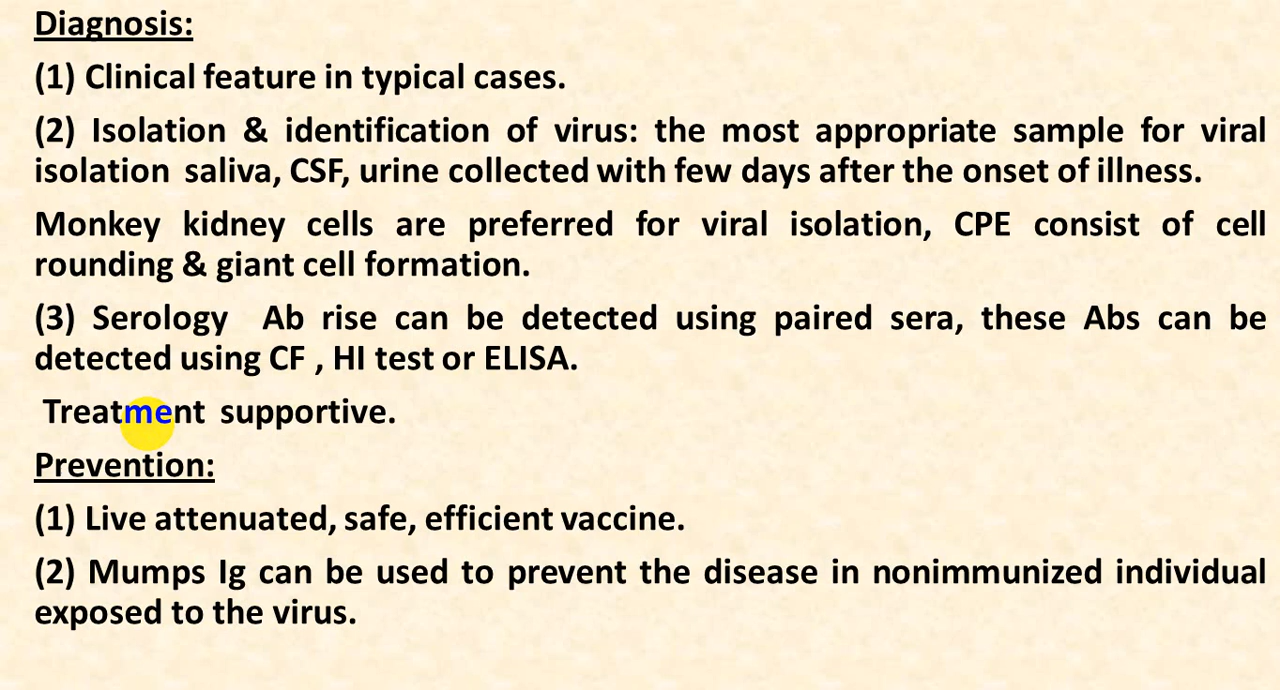 Diagnosis:
(1) Clinical feature in typical cases.
(2) Isolation & identification of virus: the most appropriate sample for viral
isolation saliva, CSF, urine collected with few days after the onset of illness.
Monkey kidney cells are preferred for viral isolation, CPE consist of cell
rounding & giant cell formation.
(3) Serology Ab rise can be detected using paired sera, these Abs can be
detected using CF , HI test or ELISA.
Treatment supportive.
Prevention:
(1) Live attenuated, safe, efficient vaccine.
(2) Mumps Ig can be used to prevent the disease in nonimmunized individual
exposed to the virus.